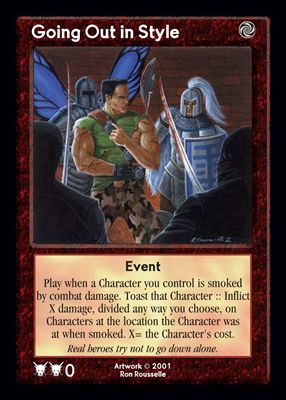 Going Out in Style
Event
Play when a Character you control is smoked
by combat damage. Toast that Character :: Inflict
X damage, divided any way you choose, on
Characters at the location the Character was
at when smoked. X= the Character's cost.
Real heroes try not to go down alone.
0
Artwork © 2001
Ron Rousselle